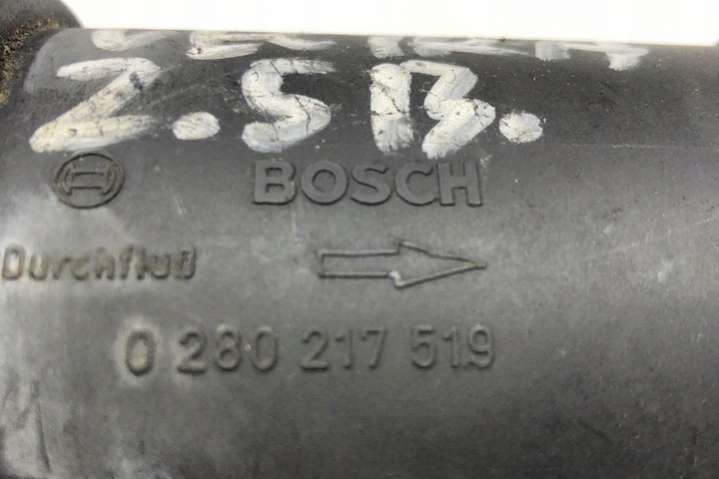 2.5B.
BOSCH
Durchfluß
0 280 217 519